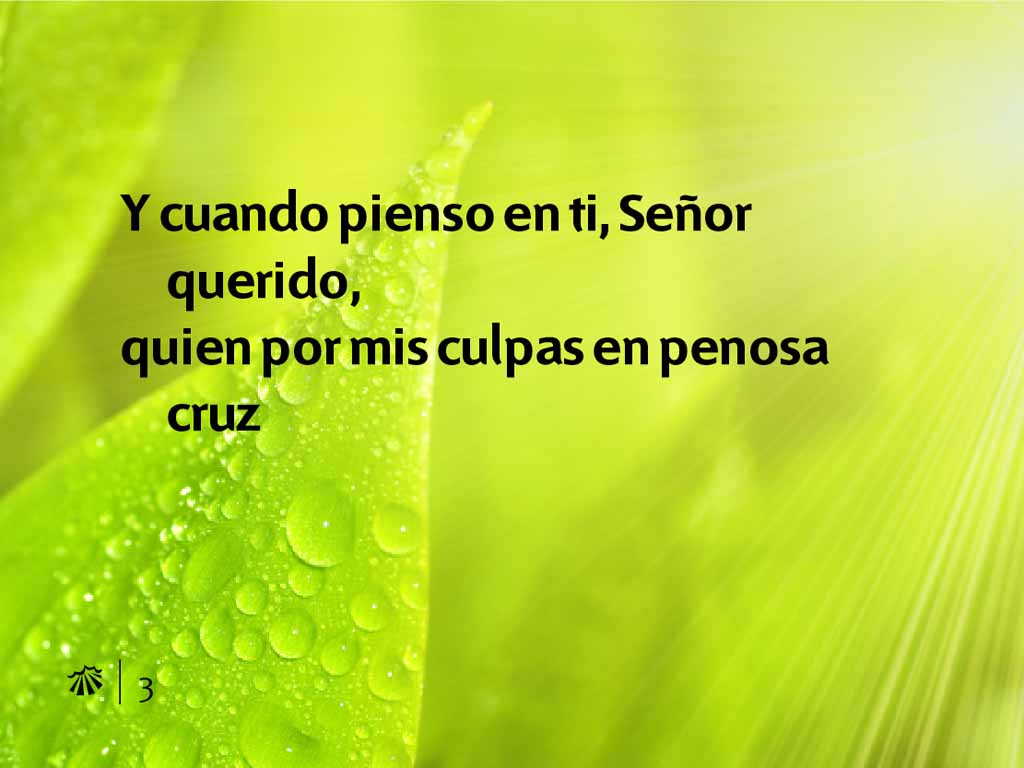 Y cuando pienso en ti, Señor
querido,
quien por mis culpas en penosa
cruz
3